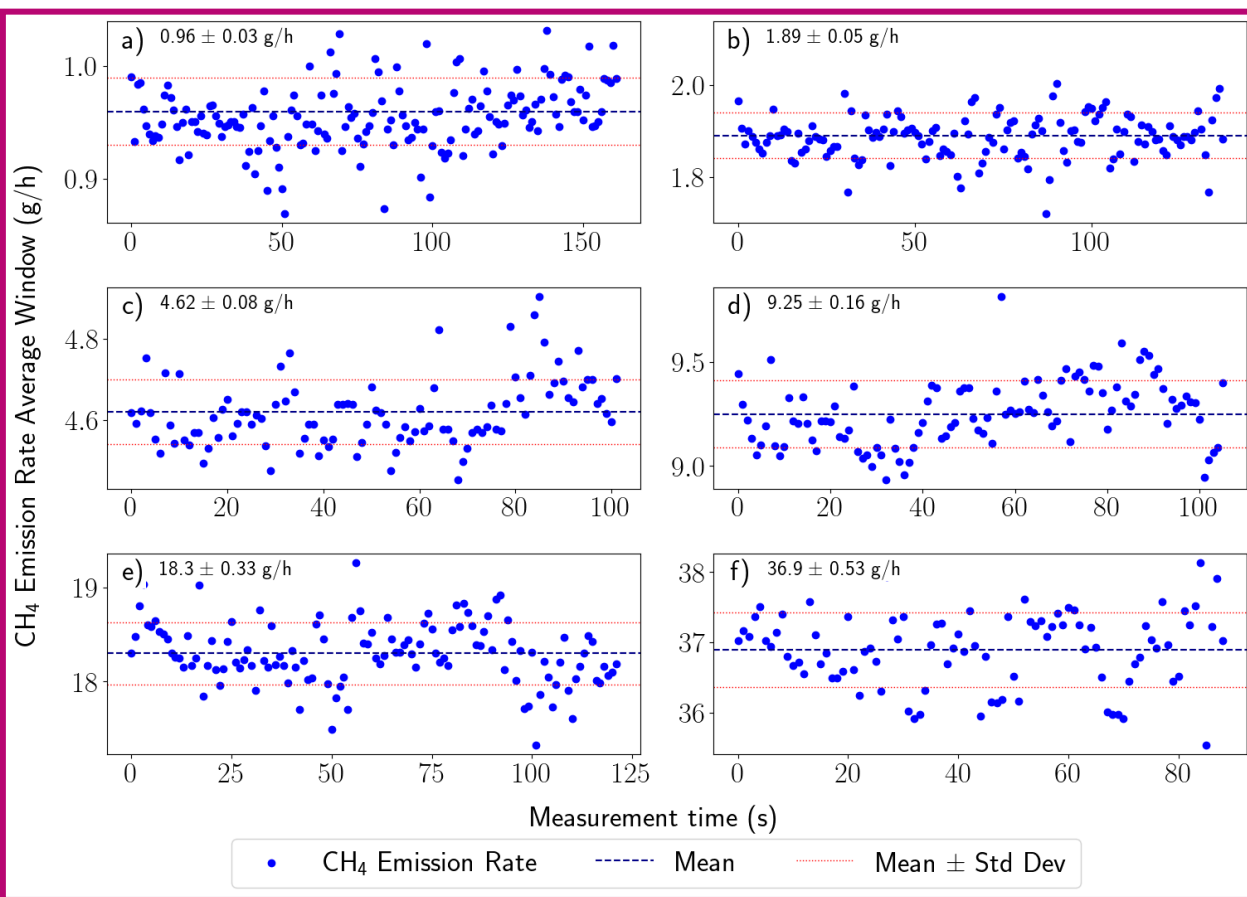 CH₄ Emission Rate Average Window (g/h)
a) 0.96 ± 0.03 g/h
1.0
0.9
0 50 100 150
b) 1.89 ± 0.05 g/h
2.0
1.8
0 50 100
c) 4.62 ± 0.08 g/h
4.8
4.6
0 20 40 60 80 100
d) 9.25 ± 0.16 g/h
9.5
9.0
0 20 40 60 80 100
e) 18.3 ± 0.33 g/h
19
18
0 25 50 75 100 125
f) 36.9 ± 0.53 g/h
38
37
36
0 20 40 60 80
Measurement time (s)
CH₄ Emission Rate Mean Mean ± Std Dev